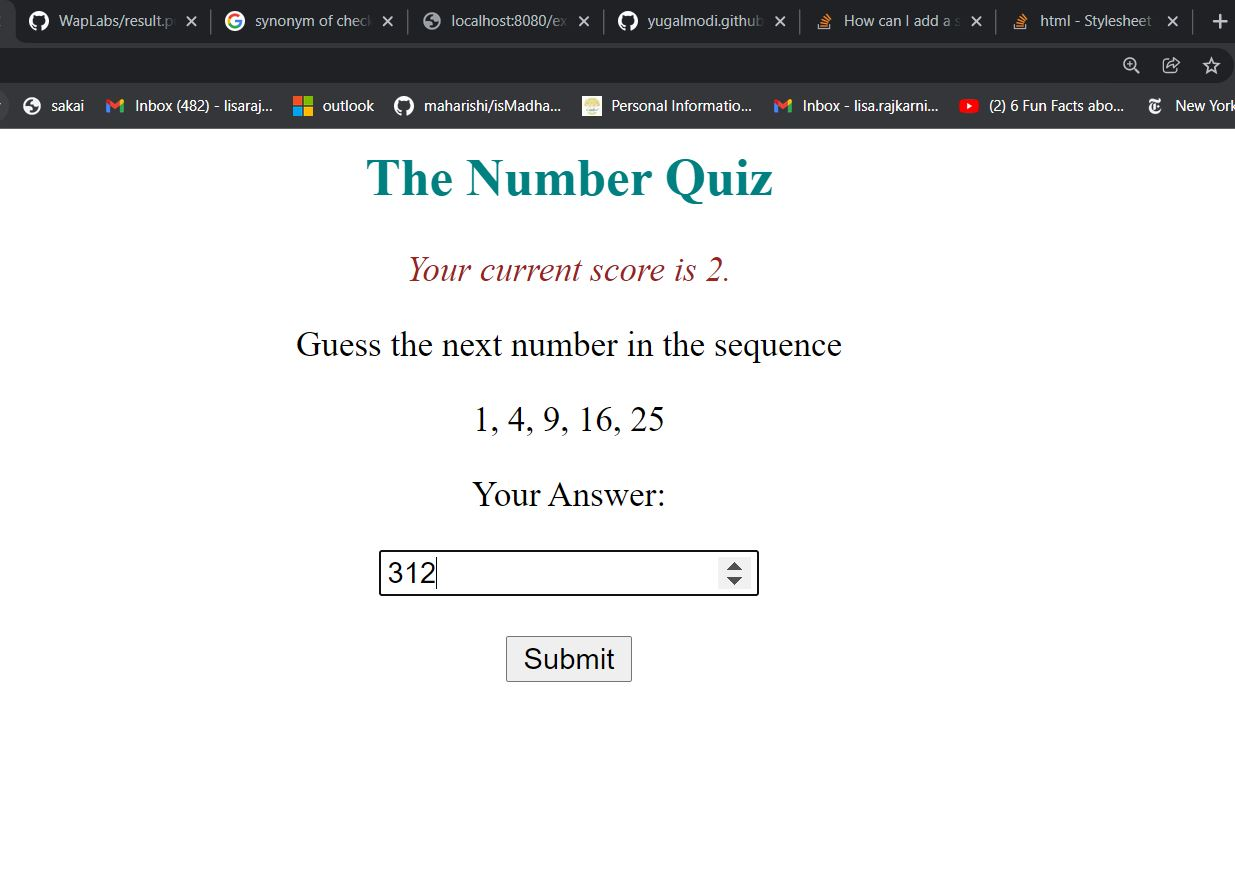 WapLabs/result.p
synonym of chec
localhost:8080/ex
yugalmodi.github
How can I add a s
html - Stylesheet
sakai
Inbox (482) - lisaraj...
outlook
maharishi/isMadha...
Personal Informatio...
Inbox - lisa.rajkarni...
(2) 6 Fun Facts abo...
New York
The Number Quiz
Your current score is 2.
Guess the next number in the sequence
1, 4, 9, 16, 25
Your Answer:
312
Submit